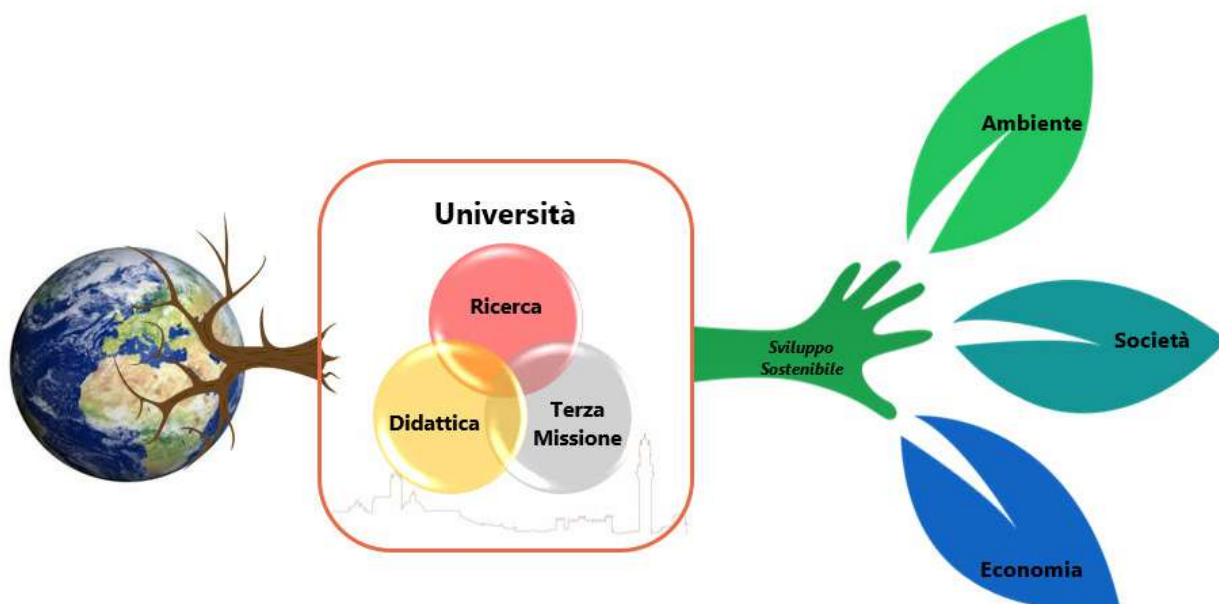 Università
Ricerca
Didattica
Terza
Missione
Sviluppo
Sostenibile
Ambiente
Società
Economia